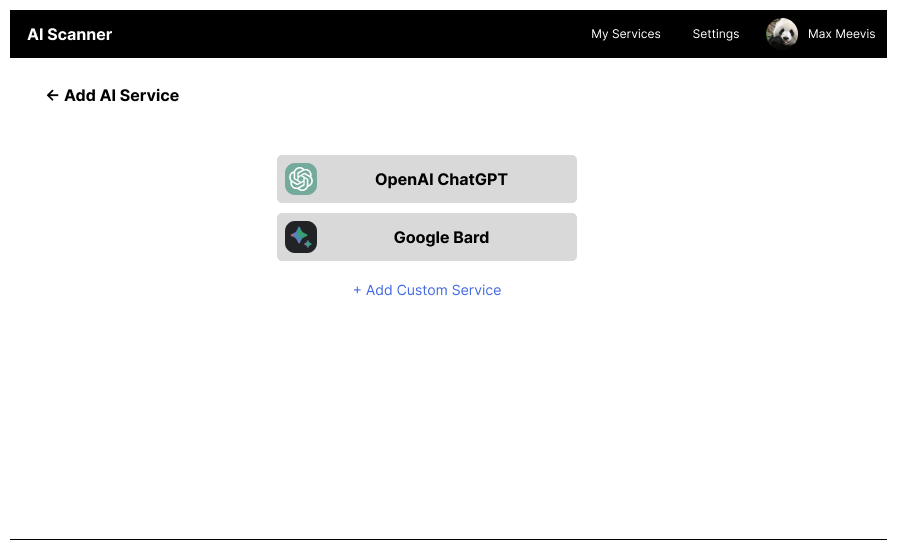 AI Scanner My Services Settings Max Meevis
← Add AI Service
OpenAI ChatGPT
Google Bard
+ Add Custom Service